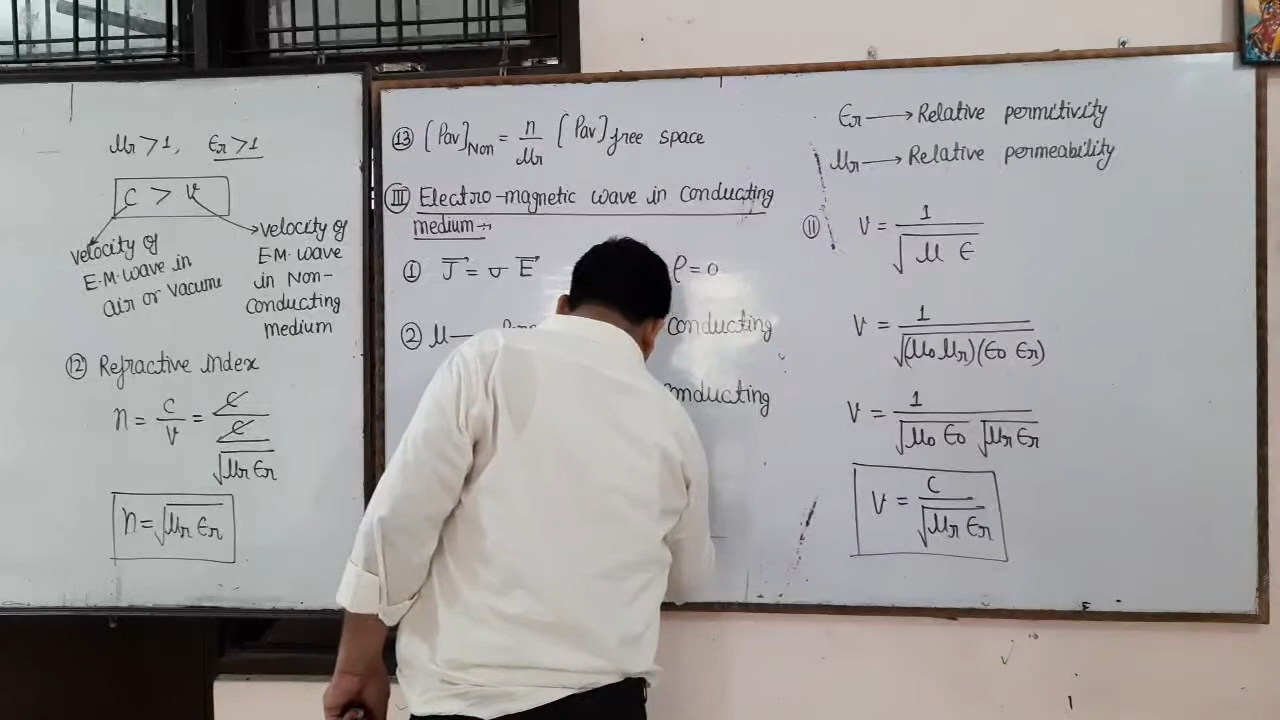 μr >1, ϵr >1
C > v
velocity of E.M. wave in air or vacume
velocity of E.M. wave in Non-conducting medium
⑫ Refractive index
n = c/v = c/(c/√(μr ϵr))
n = √(μr ϵr)
⑬ [Pav]Non = n/μr [Pav]free space
Ⅲ Electro-magnetic wave in conducting
medium→
① J⃗ = σ E⃗ ρ = 0
② μ— conducting
conducting
ϵr → Relative permitivity
μr → Relative permeability
⑪ v = 1/√(μ ϵ)
v = 1/√((μ0 μr)(ϵ0 ϵr))
v = 1/(√(μ0 ϵ0) √(μr ϵr))
v = c/√(μr ϵr)